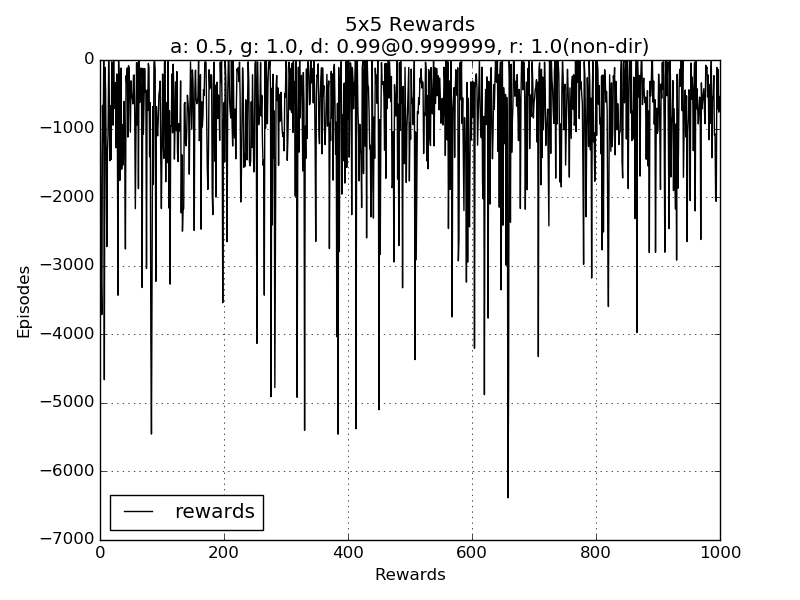 5x5 Rewards
a: 0.5, g: 1.0, d: 0.99@0.999999, r: 1.0(non-dir)
0
−1000
−2000
−3000
−4000
−5000
−6000
−7000
Episodes
rewards
0 200 400 600 800 1000
Rewards